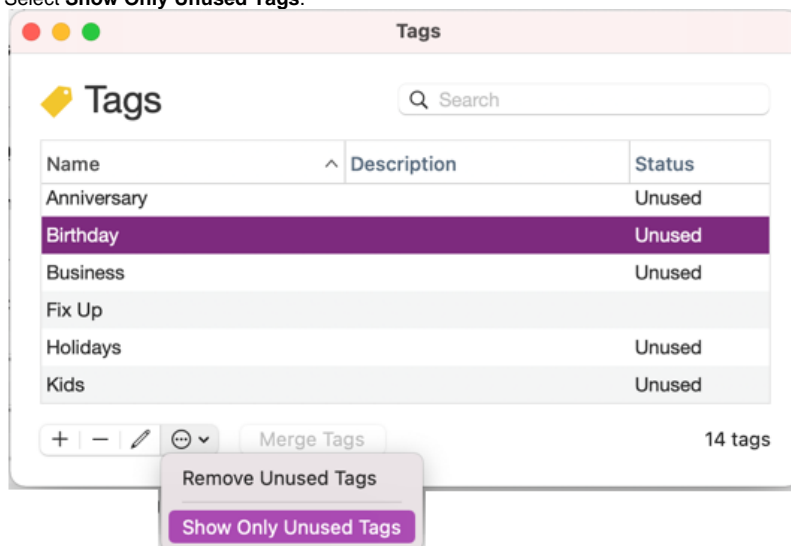 Select Show Only Unused Tags.
Tags
Tags
Search
Name Description Status
Anniversary Unused
Birthday Unused
Business Unused
Fix Up
Holidays Unused
Kids Unused
Merge Tags 14 tags
Remove Unused Tags
Show Only Unused Tags